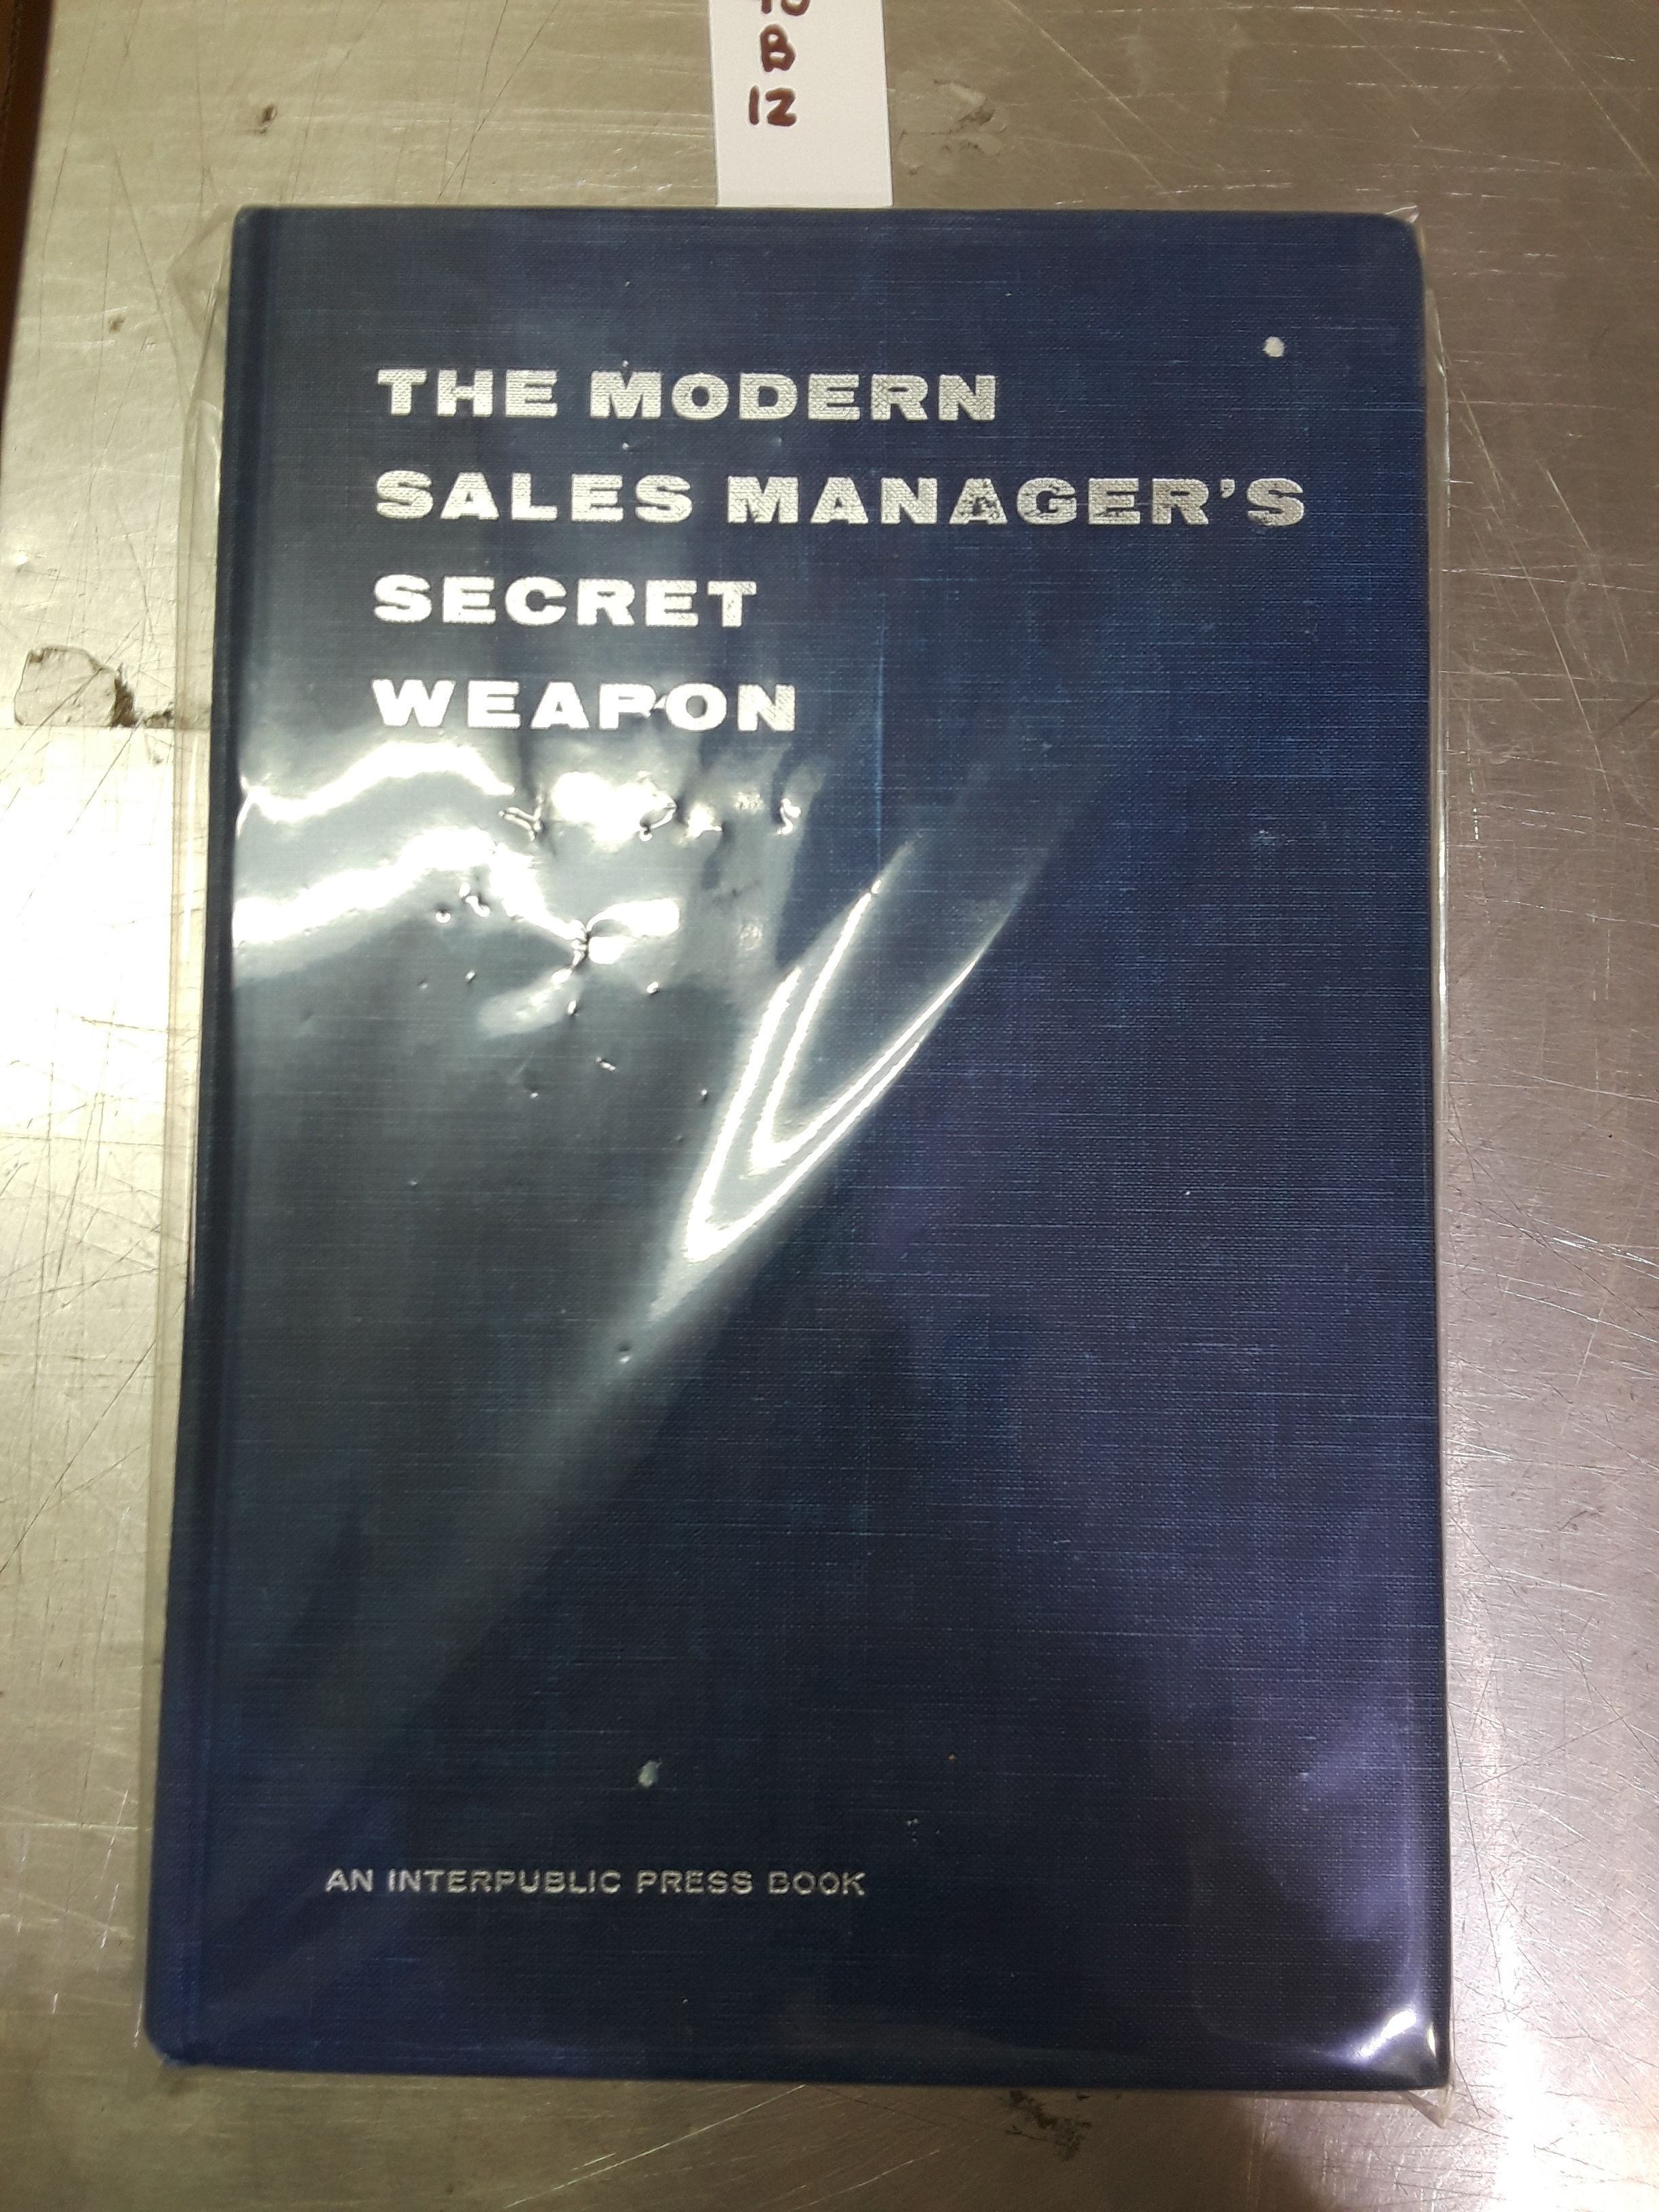 B
12
THE MODERN
SALES MANAGER'S
SECRET
WEAPON
AN INTERPUBLIC PRESS BOOK